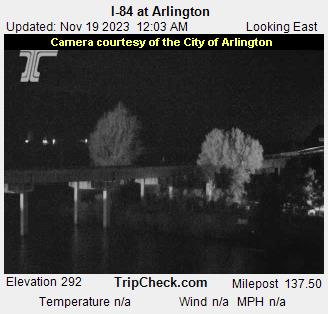 I-84 at Arlington
Updated: Nov 19 2023 12:03 AM Looking East
Camera courtesy of the City of Arlington
Elevation 292 TripCheck.com Milepost 137.50
Temperature n/a Wind n/a MPH n/a